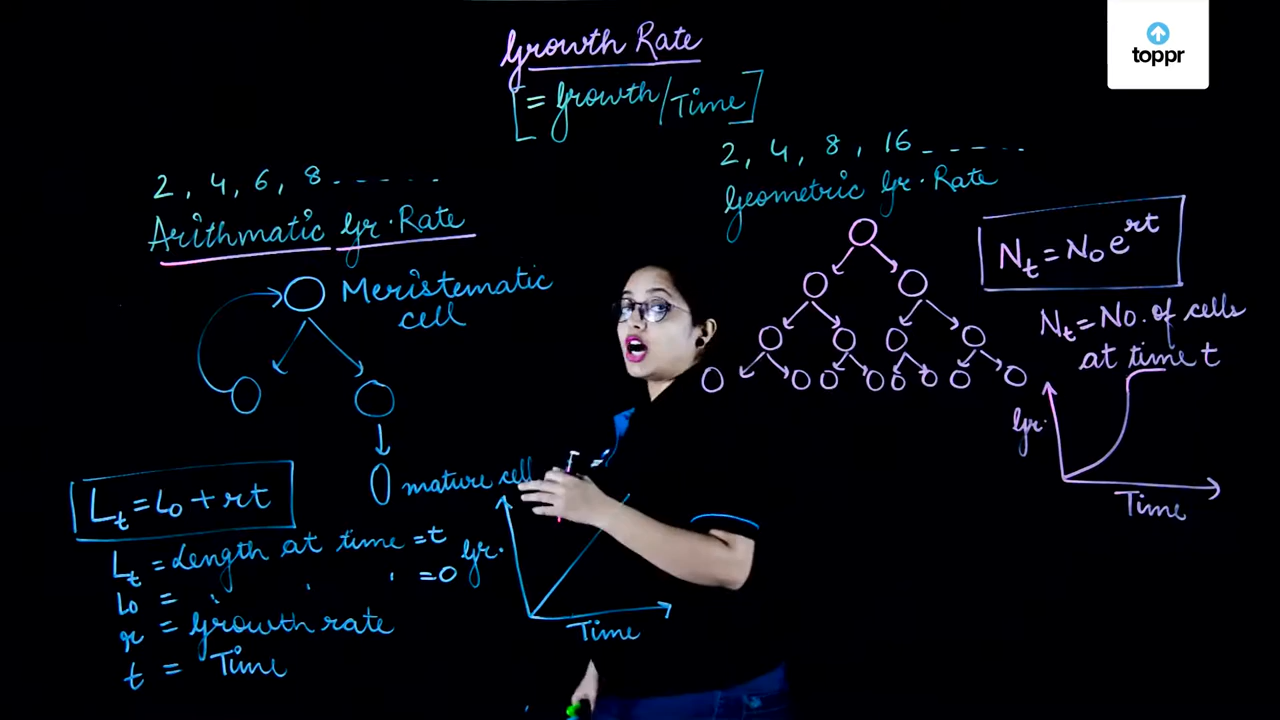 Growth Rate
[= Growth/Time]
toppr
2, 4, 6, 8-----
Arithmatic Gr. Rate
Meristematic
cell
mature cell
Lt = L0 + rt
Lt = Length at time = t
L0 = " " " = 0
r = Growth rate
t = Time
Gr.
Time
2, 4, 8, 16-----
Geometric Gr. Rate
Nt = N0 e^rt
Nt = No. of cells
at time t
Gr.
Time